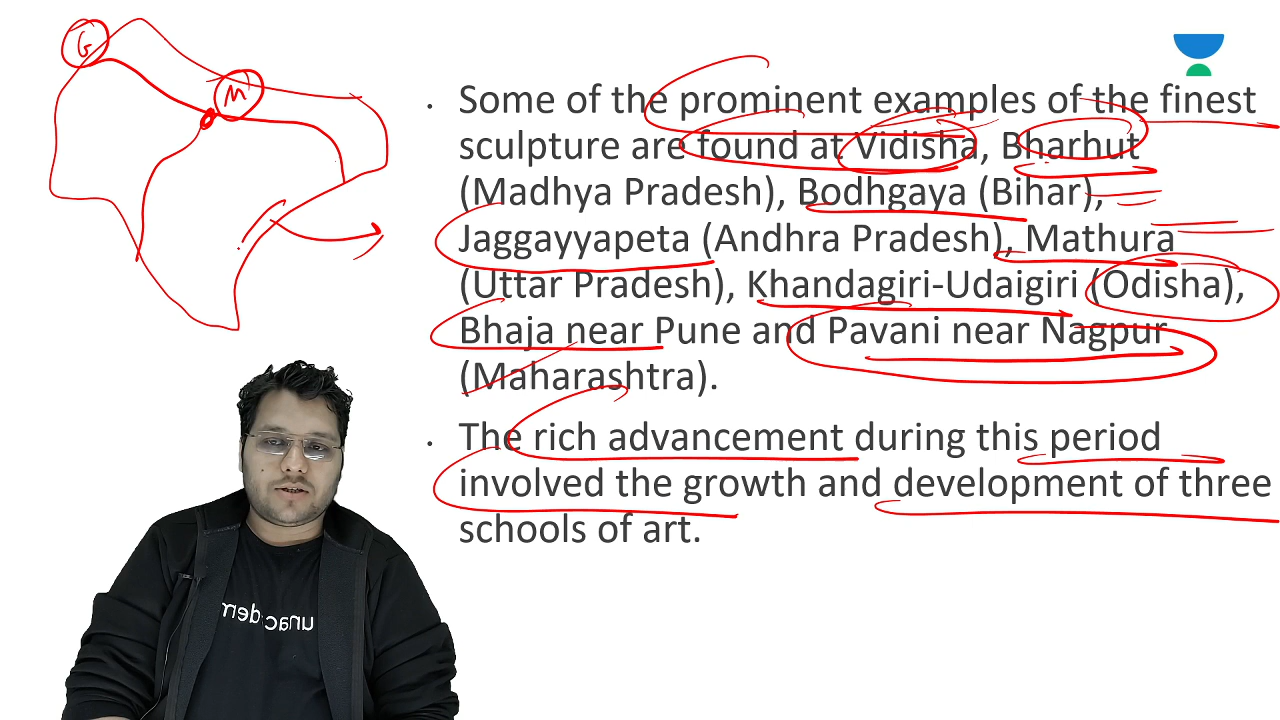 G
M
• Some of the prominent examples of the finest
sculpture are found at Vidisha, Bharhut
(Madhya Pradesh), Bodhgaya (Bihar),
Jaggayyapeta (Andhra Pradesh), Mathura
(Uttar Pradesh), Khandagiri-Udaigiri (Odisha),
Bhaja near Pune and Pavani near Nagpur
(Maharashtra).
• The rich advancement during this period
involved the growth and development of three
schools of art.